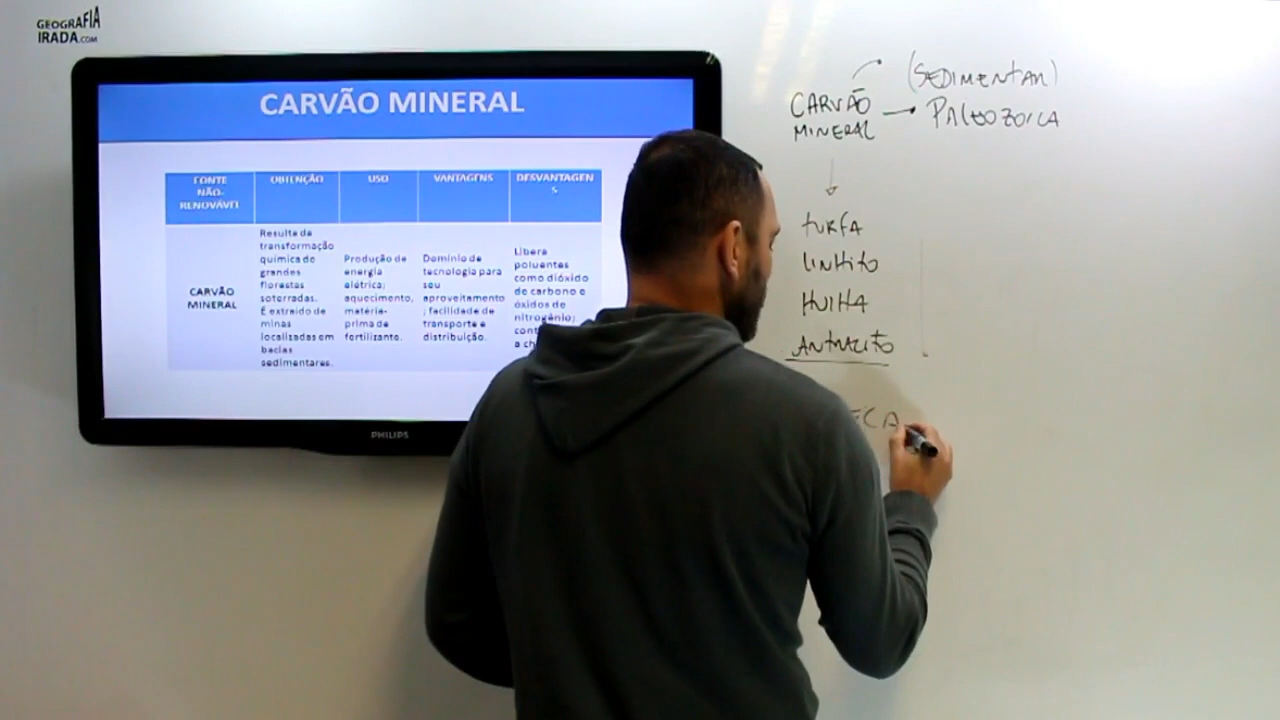 GEOGRAFIA
IRADA.COM
CARVÃO MINERAL
FONTE
NÃO-
RENOVÁVEL
OBTENÇÃO
USO
VANTAGENS
DESVANTAGEN
S
CARVÃO
MINERAL
Resulta da
transformação
química de
grandes
florestas
soterradas.
É extraído de
minas
localizadas em
bacias
sedimentares.
Produção de
energia
elétrica;
aquecimento,
matéria-
prima de
fertilizante.
Domínio de
tecnologia para
seu
aproveitamento
; facilidade de
transporte e
distribuição.
Libera
poluentes
como dióxido
de carbono e
óxidos de
nitrogênio;
PHILIPS
(SEDIMENTAR)
CARVÃO → PALEOZOICA
MINERAL
TURFA
LINHITO
HULHA
ANTRACITO